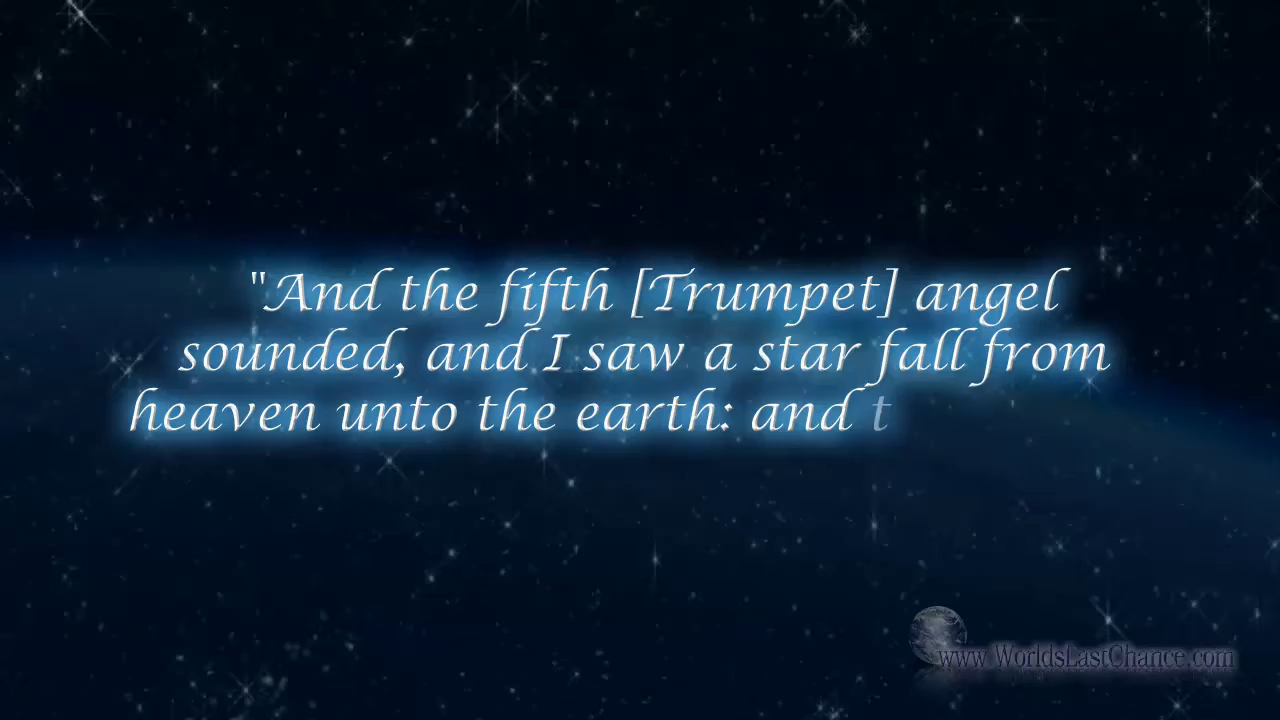 "And the fifth [Trumpet] angel
sounded, and I saw a star fall from
heaven unto the earth: and t
www.WorldsLastChance.com